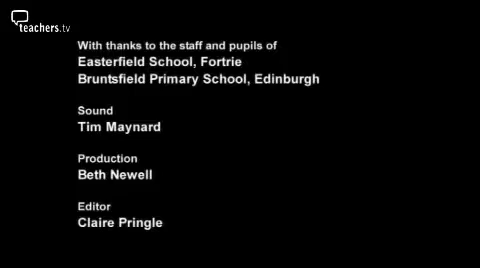 teachers.tv
With thanks to the staff and pupils of
Easterfield School, Fortrie
Bruntsfield Primary School, Edinburgh
Sound
Tim Maynard
Production
Beth Newell
Editor
Claire Pringle